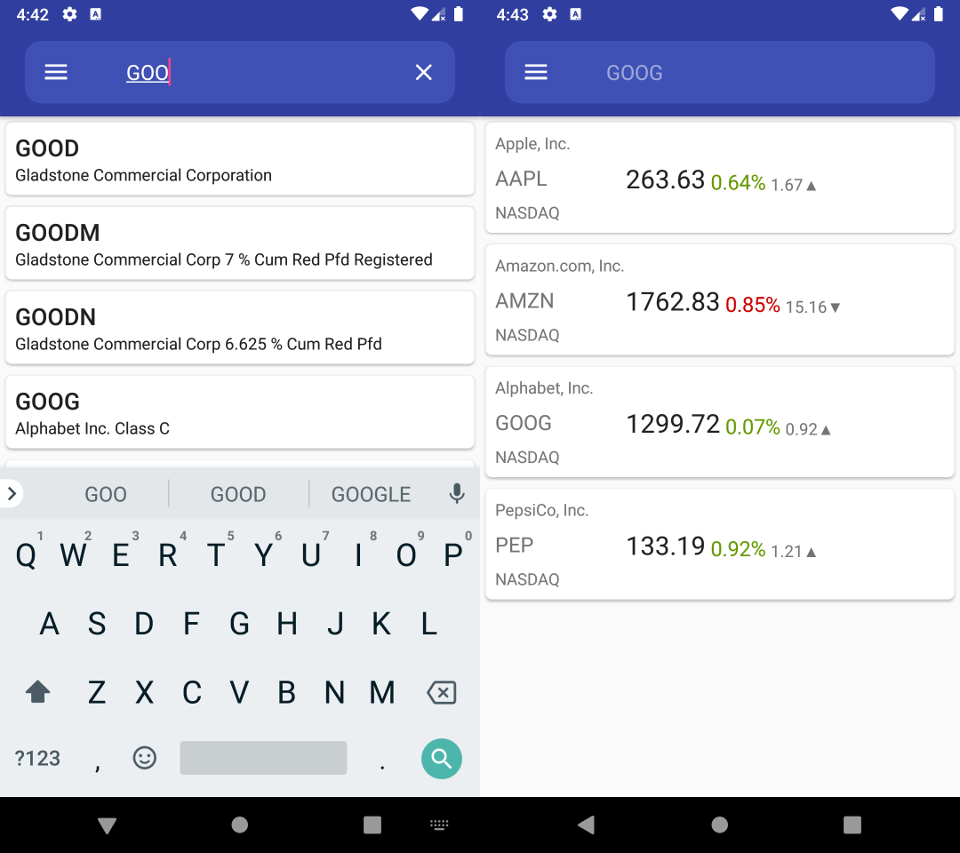 4:42
GOO
GOOD
Gladstone Commercial Corporation
GOODM
Gladstone Commercial Corp 7 % Cum Red Pfd Registered
GOODN
Gladstone Commercial Corp 6.625 % Cum Red Pfd
GOOG
Alphabet Inc. Class C
GOO GOOD GOOGLE
1 2 3 4 5 6 7 8 9 0
Q W E R T Y U I O P
A S D F G H J K L
Z X C V B N M
?123 , .
4:43
GOOG
Apple, Inc.
AAPL 263.63 0.64% 1.67▲
NASDAQ
Amazon.com, Inc.
AMZN 1762.83 0.85% 15.16▼
NASDAQ
Alphabet, Inc.
GOOG 1299.72 0.07% 0.92▲
NASDAQ
PepsiCo, Inc.
PEP 133.19 0.92% 1.21▲
NASDAQ